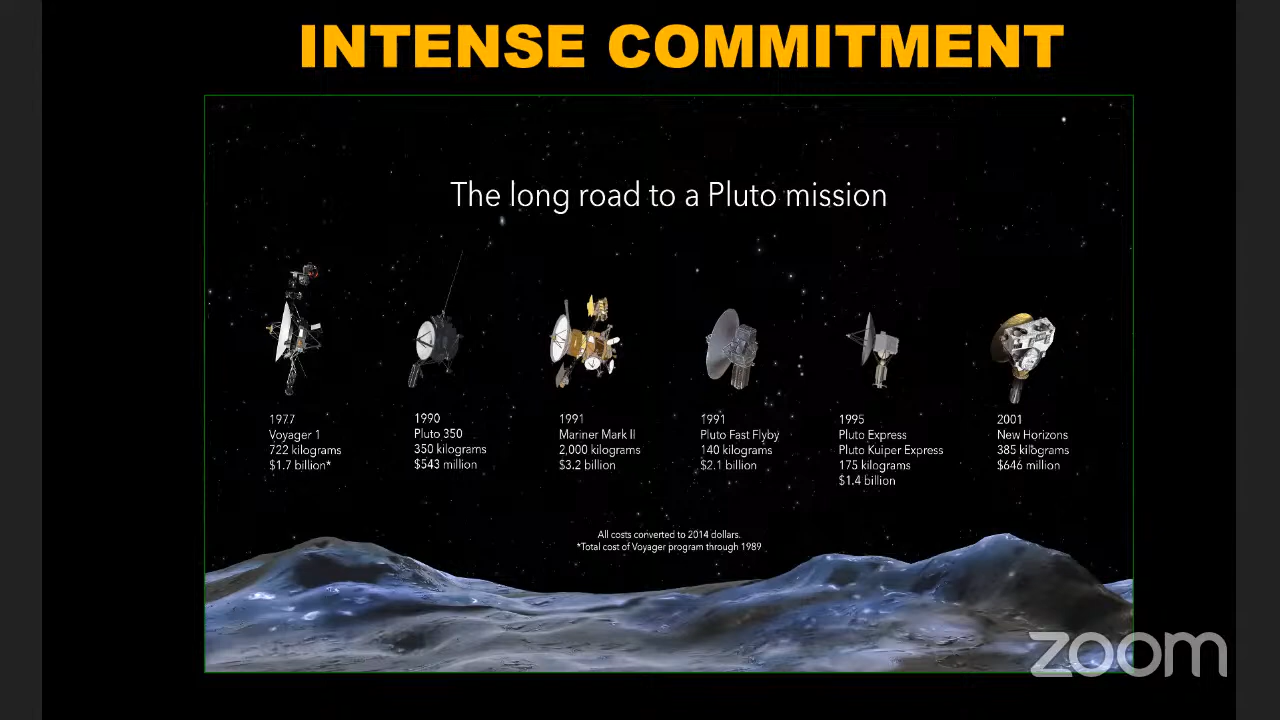 INTENSE COMMITMENT
The long road to a Pluto mission
1977
Voyager 1
722 kilograms
$1.7 billion*
1990
Pluto 350
350 kilograms
$543 million
1991
Mariner Mark II
2,000 kilograms
$3.2 billion
1991
Pluto Fast Flyby
140 kilograms
$2.1 billion
1995
Pluto Express
Pluto Kuiper Express
175 kilograms
$1.4 billion
2001
New Horizons
385 kilograms
$646 million
All costs converted to 2014 dollars.
*Total cost of Voyager program through 1989
zoom